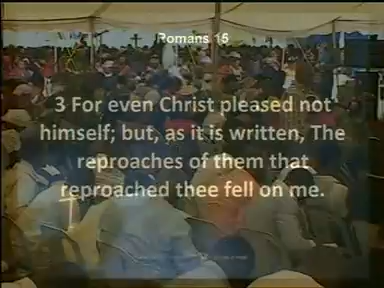 Romans 15
3 For even Christ pleased not
himself; but, as it is written, The
reproaches of them that
reproached thee fell on me.